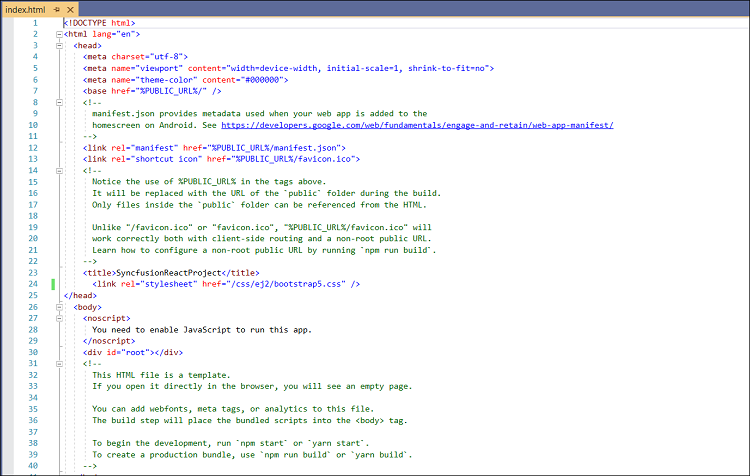 index.html
1 <!DOCTYPE html>
2 <html lang="en">
3 <head>
4 <meta charset="utf-8">
5 <meta name="viewport" content="width=device-width, initial-scale=1, shrink-to-fit=no">
6 <meta name="theme-color" content="#000000">
7 <base href="%PUBLIC_URL%/" />
8 <!--
9 manifest.json provides metadata used when your web app is added to the
10 homescreen on Android. See https://developers.google.com/web/fundamentals/engage-and-retain/web-app-manifest/
11 -->
12 <link rel="manifest" href="%PUBLIC_URL%/manifest.json">
13 <link rel="shortcut icon" href="%PUBLIC_URL%/favicon.ico">
14 <!--
15 Notice the use of %PUBLIC_URL% in the tags above.
16 It will be replaced with the URL of the `public` folder during the build.
17 Only files inside the `public` folder can be referenced from the HTML.
18
19 Unlike "/favicon.ico" or "favicon.ico", "%PUBLIC_URL%/favicon.ico" will
20 work correctly both with client-side routing and a non-root public URL.
21 Learn how to configure a non-root public URL by running `npm run build`.
22 -->
23 <title>SyncfusionReactProject</title>
24 <link rel="stylesheet" href="/css/ej2/bootstrap5.css" />
25 </head>
26 <body>
27 <noscript>
28 You need to enable JavaScript to run this app.
29 </noscript>
30 <div id="root"></div>
31 <!--
32 This HTML file is a template.
33 If you open it directly in the browser, you will see an empty page.
34
35 You can add webfonts, meta tags, or analytics to this file.
36 The build step will place the bundled scripts into the <body> tag.
37
38 To begin the development, run `npm start` or `yarn start`.
39 To create a production bundle, use `npm run build` or `yarn build`.
40 -->